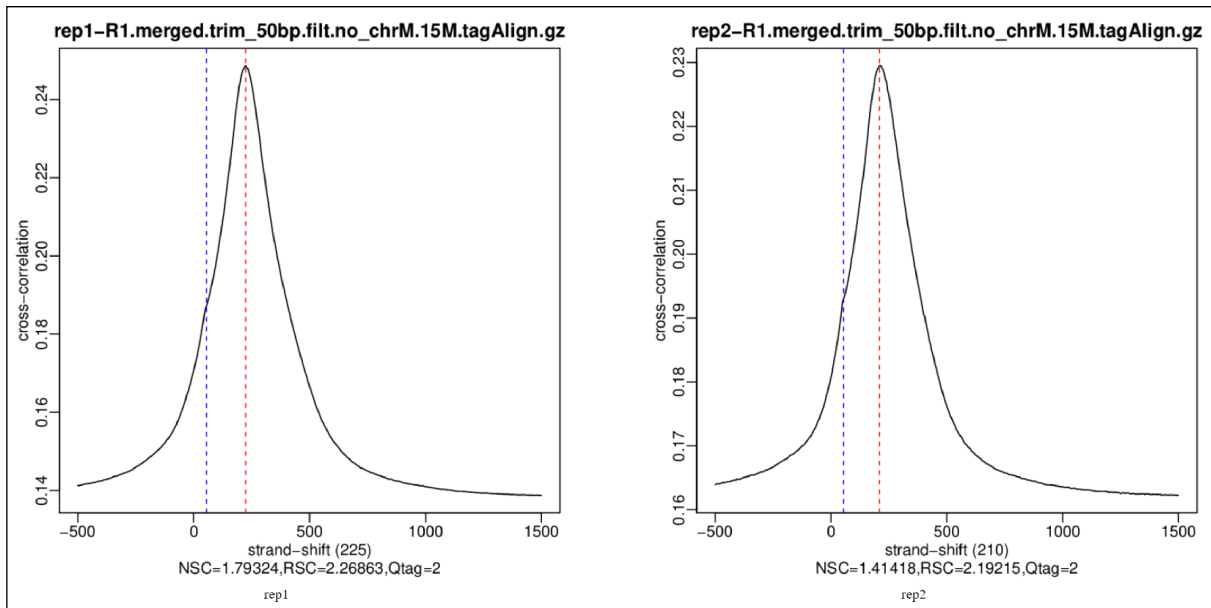 rep1-R1.merged.trim_50bp.filt.no_chrM.15M.tagAlign.gz
cross-correlation
0.24
0.22
0.20
0.18
0.16
0.14
-500
0
500
1000
1500
strand-shift (225)
NSC=1.79324,RSC=2.26863,Qtag=2
rep1
rep2-R1.merged.trim_50bp.filt.no_chrM.15M.tagAlign.gz
cross-correlation
0.23
0.22
0.21
0.20
0.19
0.18
0.17
0.16
-500
0
500
1000
1500
strand-shift (210)
NSC=1.41418,RSC=2.19215,Qtag=2
rep2